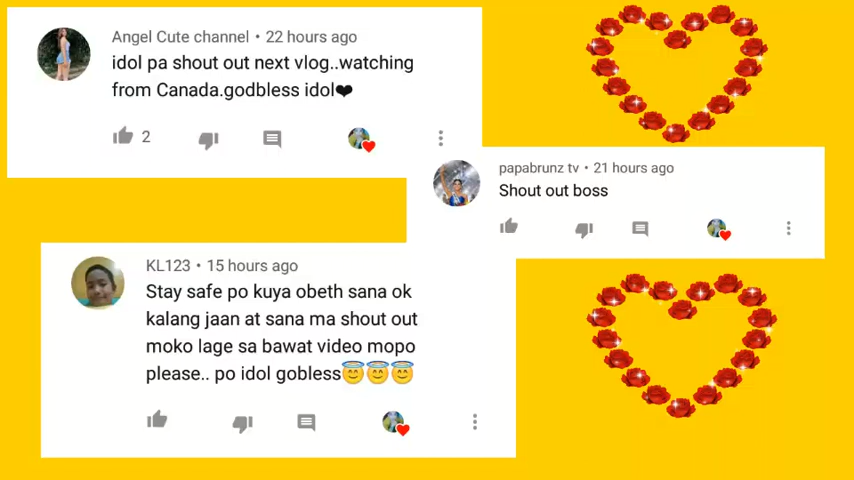 Angel Cute channel • 22 hours ago
idol pa shout out next vlog..watching
from Canada.godbless idol❤
2
papabrunz tv • 21 hours ago
Shout out boss
KL123 • 15 hours ago
Stay safe po kuya obeth sana ok
kalang jaan at sana ma shout out
moko lage sa bawat video mopo
please.. po idol gobless😇😇😇